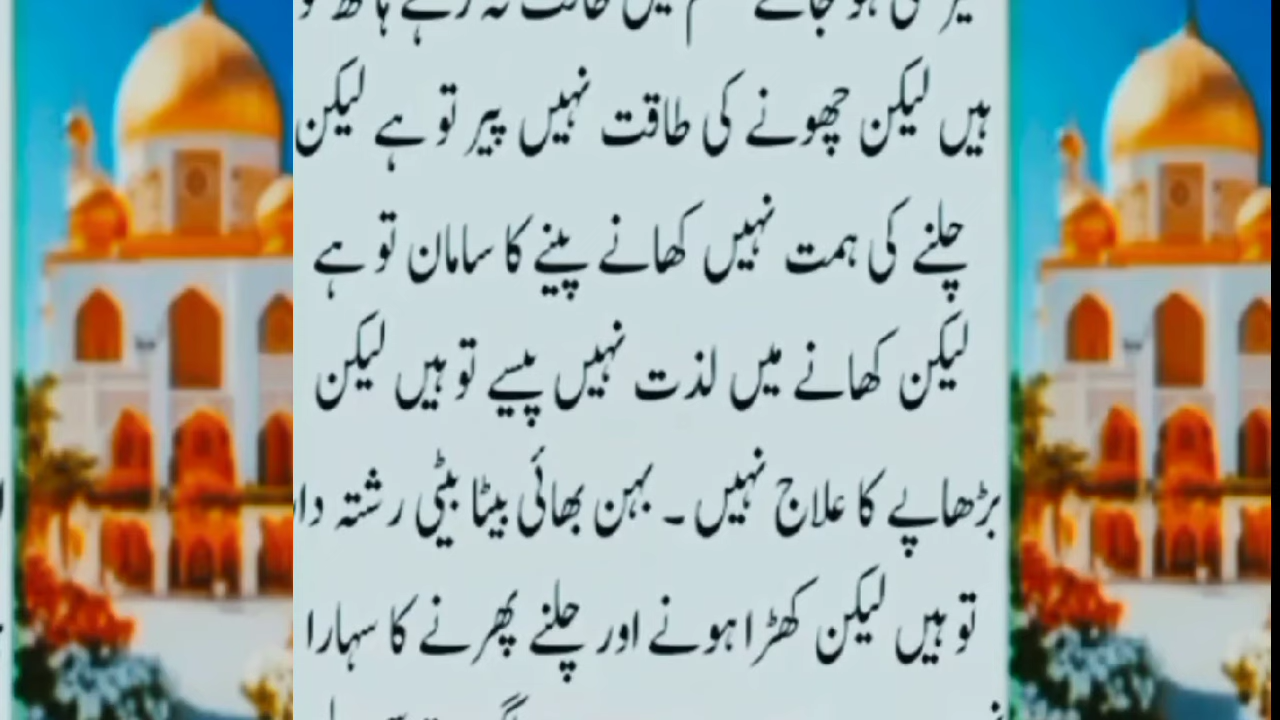 ہیں لیکن چھونے کی طاقت نہیں پیر تو ہے لیکن
چلنے کی ہمت نہیں کھانے پینے کا سامان تو ہے
لیکن کھانے میں لذت نہیں پیسے تو ہیں لیکن
بڑھاپے کا علاج نہیں ۔ بہن بھائی بیٹا بیٹی رشتہ دار
تو ہیں لیکن کھڑا ہونے اور چلنے پھرنے کا سہارا